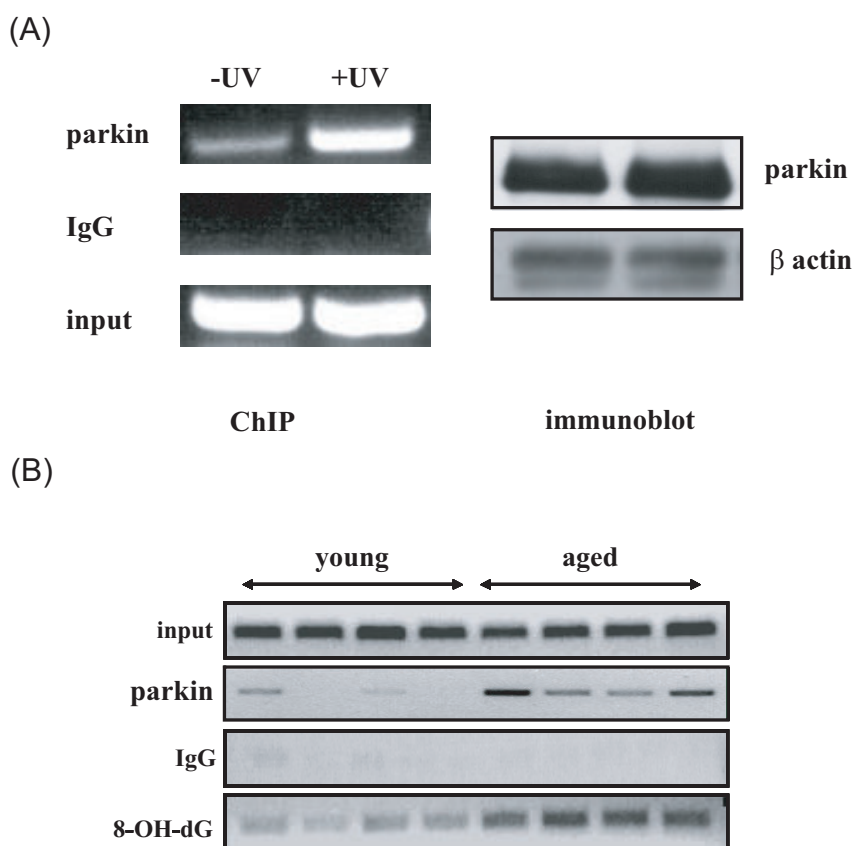 (A)
-UV +UV
parkin
IgG
input
parkin
β actin
ChIP
immunoblot
(B)
young aged
input
parkin
IgG
8-OH-dG